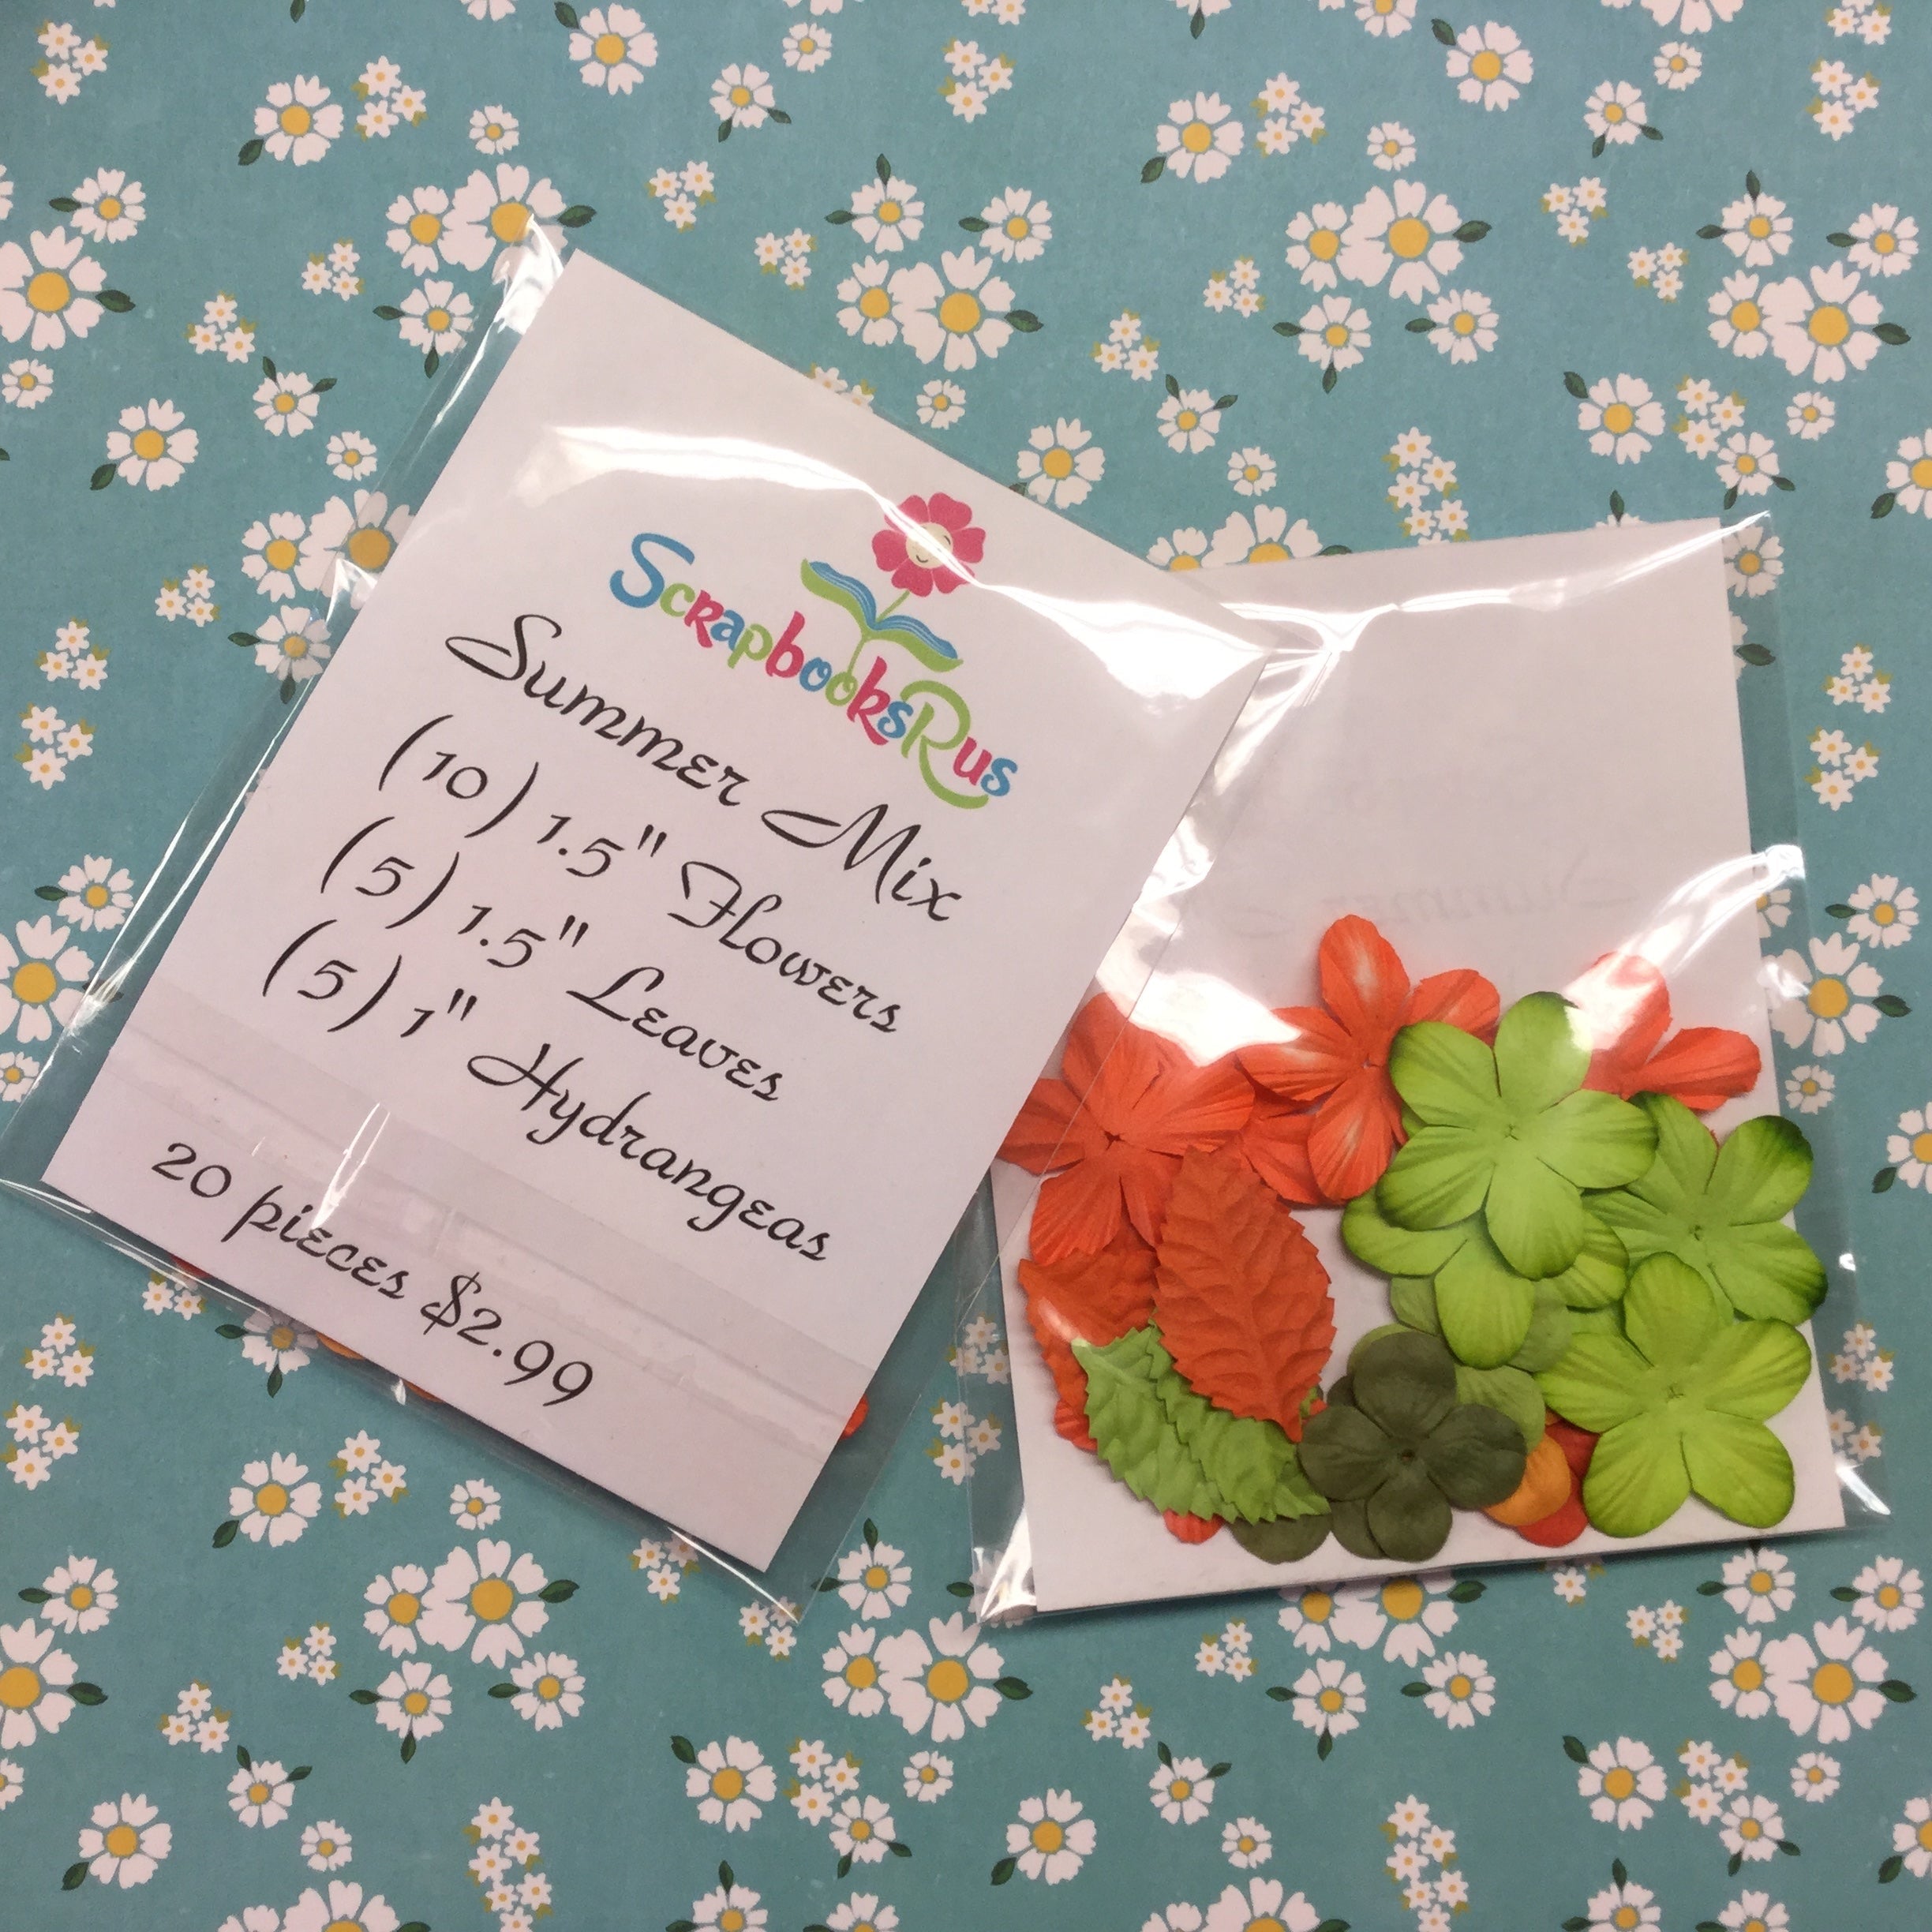 ScrapbooksRus
Summer Mix
(10) 1.5" Flowers
(5) 1.5" Leaves
(5) 1" Hydrangeas
20 pieces $2.99